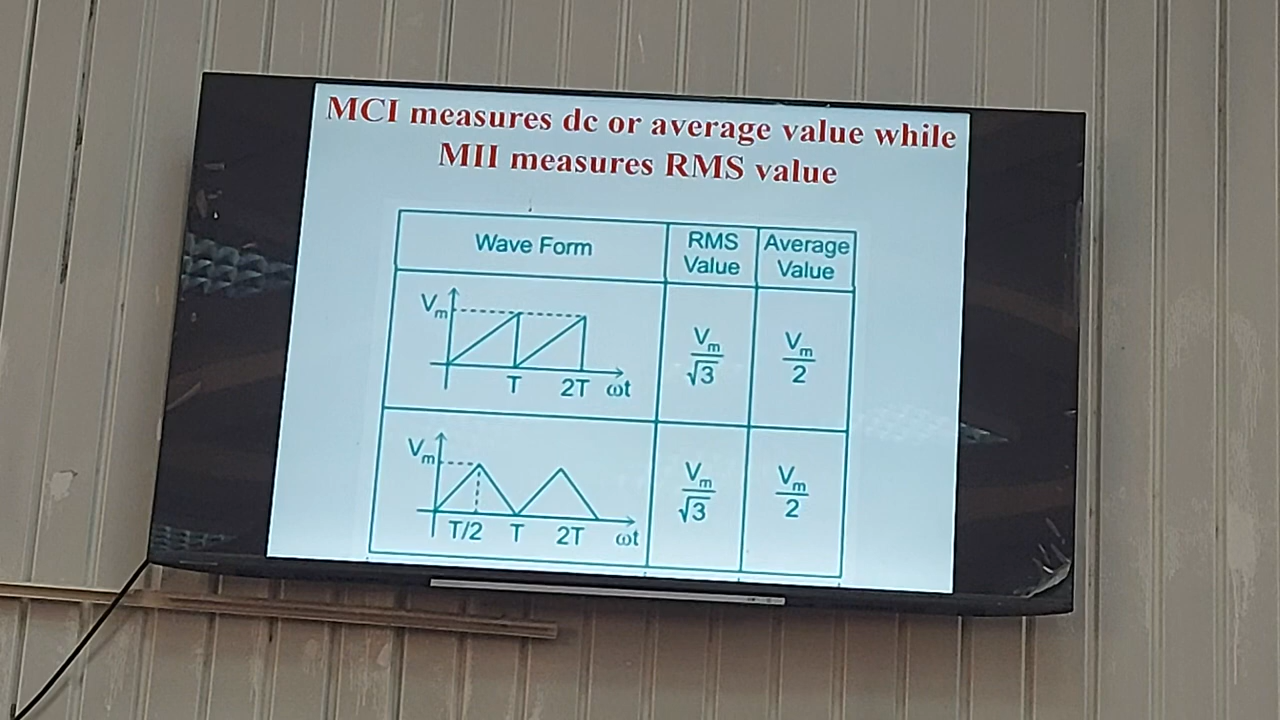 MCI measures dc or average value while
MII measures RMS value
Wave Form
RMS
Value
Average
Value
Vm
T 2T ωt
Vm
√3
Vm
2
Vm
T/2 T 2T ωt
Vm
√3
Vm
2